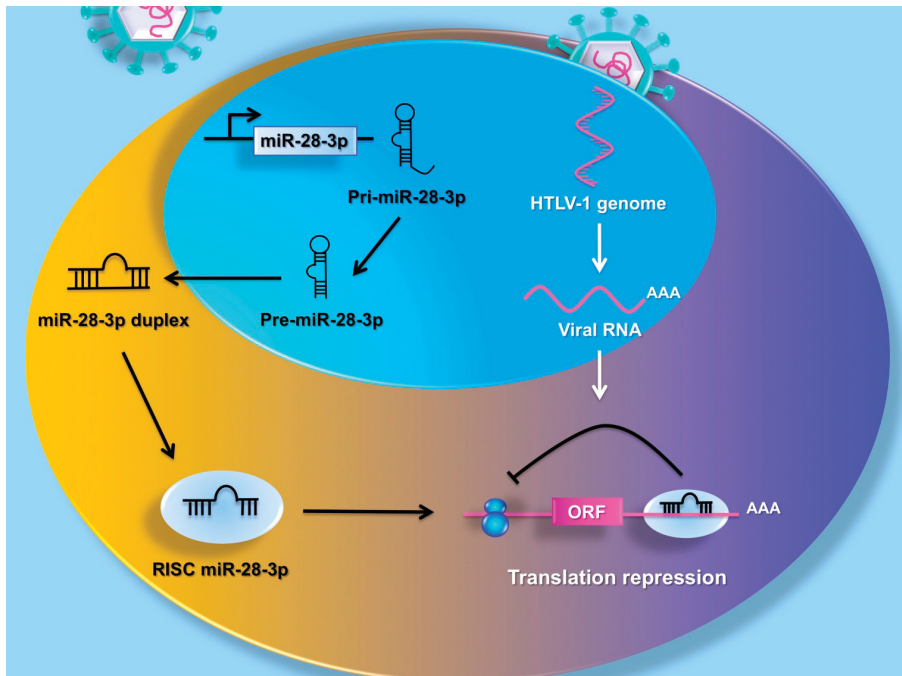 miR-28-3p
Pri-miR-28-3p
HTLV-1 genome
AAA
miR-28-3p duplex
Pre-miR-28-3p
Viral RNA
ORF
AAA
RISC miR-28-3p
Translation repression